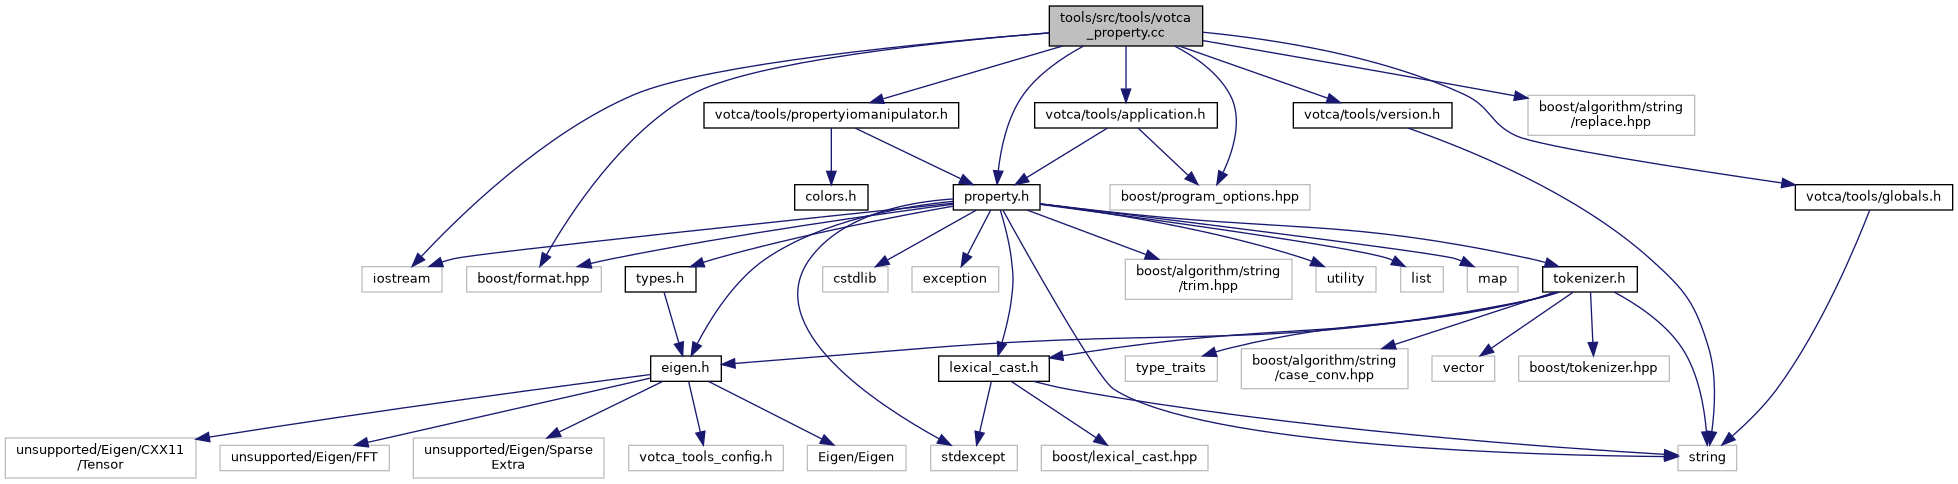 tools/src/tools/votca
_property.cc
votca/tools/propertyiomanipulator.h
votca/tools/application.h
votca/tools/version.h
boost/algorithm/string
/replace.hpp
colors.h
property.h
boost/program_options.hpp
votca/tools/globals.h
iostream
boost/format.hpp
types.h
cstdlib
exception
boost/algorithm/string
/trim.hpp
utility
list
map
tokenizer.h
eigen.h
lexical_cast.h
type_traits
boost/algorithm/string
/case_conv.hpp
vector
boost/tokenizer.hpp
unsupported/Eigen/CXX11
/Tensor
unsupported/Eigen/FFT
unsupported/Eigen/Sparse
Extra
votca_tools_config.h
Eigen/Eigen
stdexcept
boost/lexical_cast.hpp
string